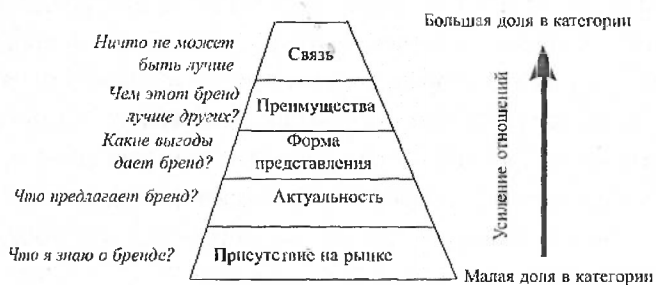 Большая доля в категории
Ничто не может
быть лучше
Связь
Чем этот бренд
лучше других?
Преимущества
Какие выгоды
дает бренд?
Форма
представления
Что предлагает бренд?
Актуальность
Что я знаю о бренде?
Присутствие на рынке
Усиление отношений
Малая доля в категории